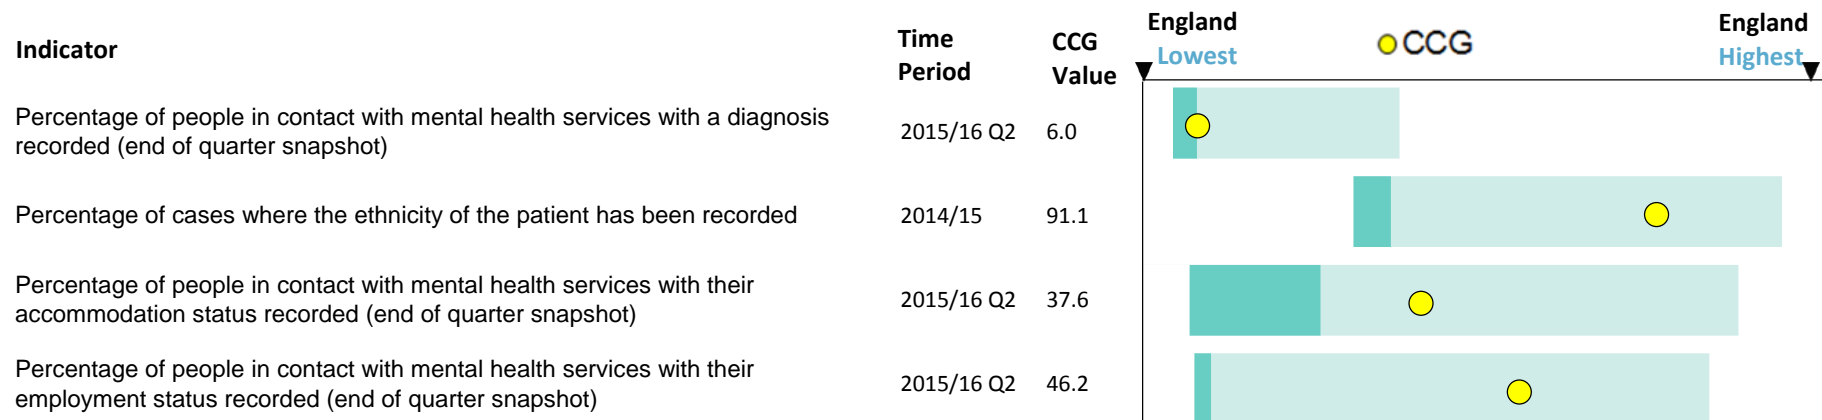 Indicator
Time
Period
CCG
Value
England
Lowest
CCG
England
Highest
Percentage of people in contact with mental health services with a diagnosis
recorded (end of quarter snapshot)
2015/16 Q2
6.0
Percentage of cases where the ethnicity of the patient has been recorded
2014/15
91.1
Percentage of people in contact with mental health services with their
accommodation status recorded (end of quarter snapshot)
2015/16 Q2
37.6
Percentage of people in contact with mental health services with their
employment status recorded (end of quarter snapshot)
2015/16 Q2
46.2